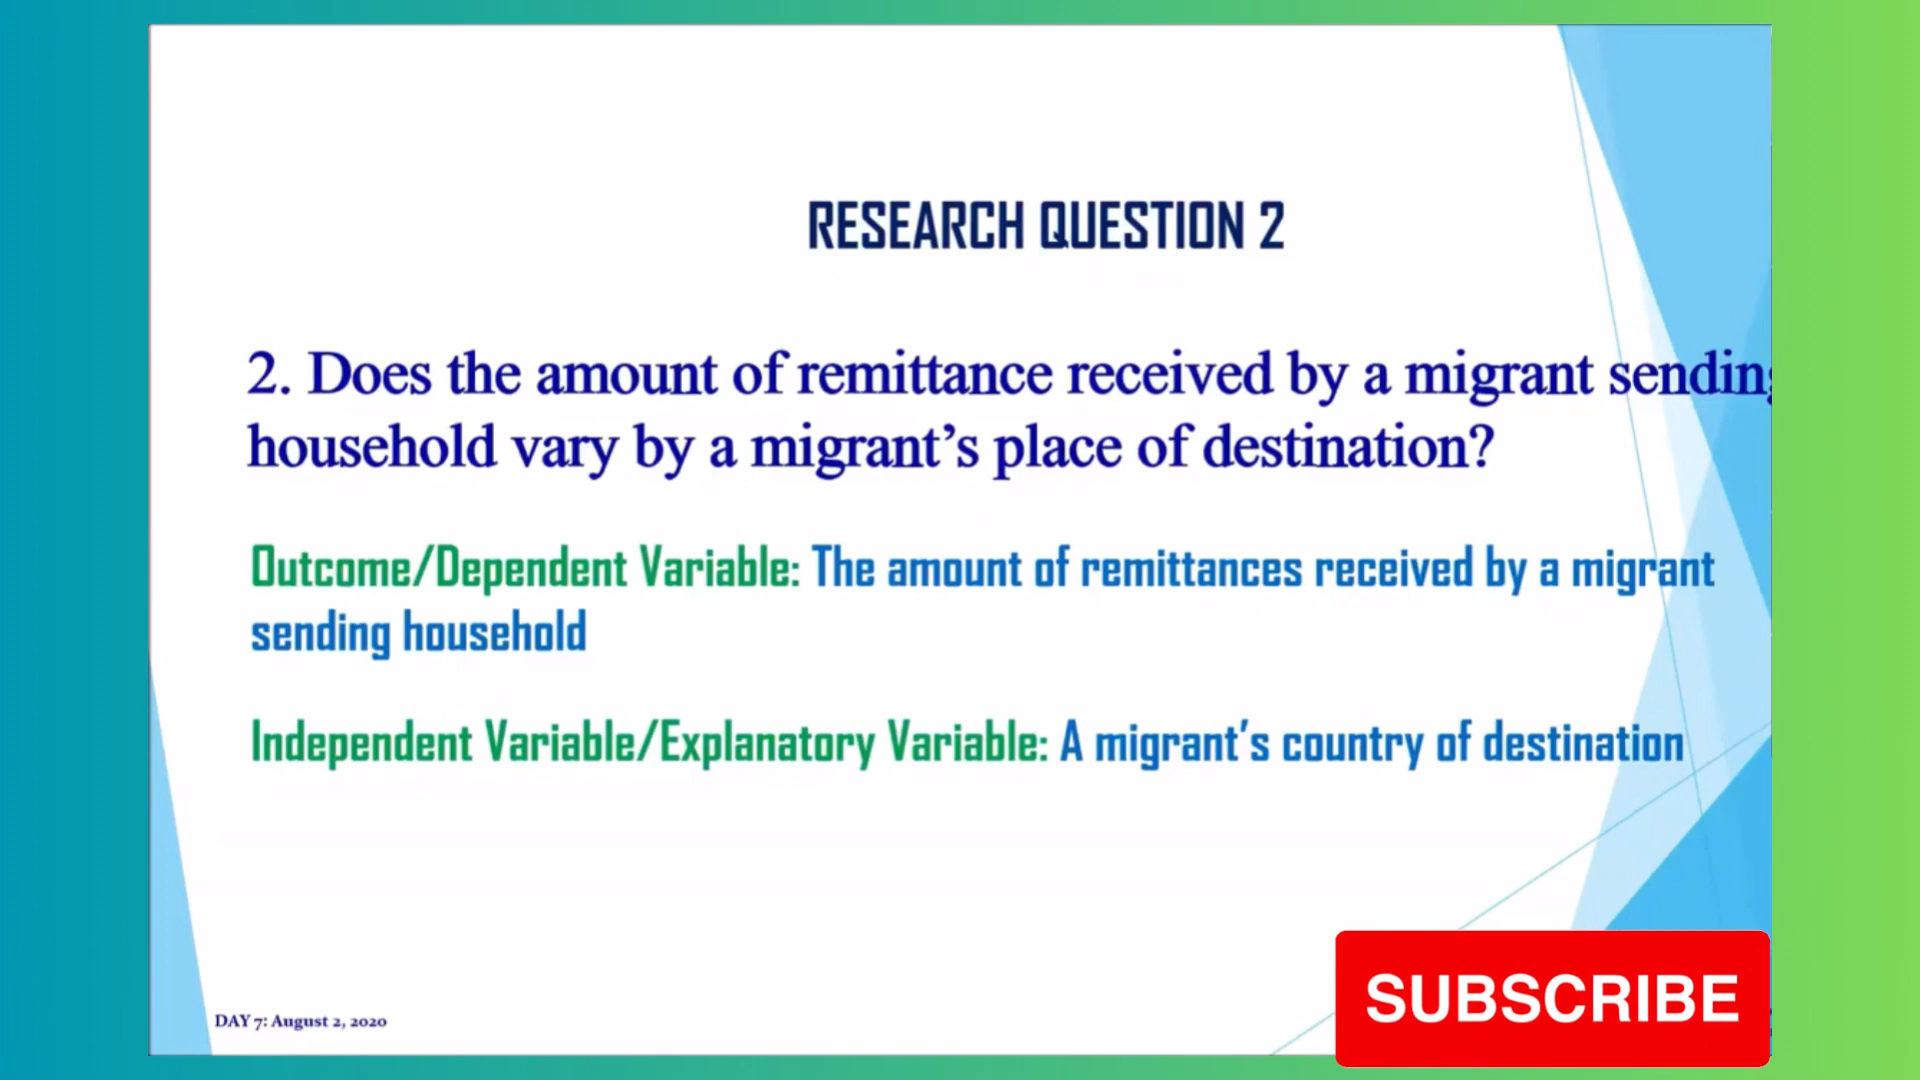 RESEARCH QUESTION 2
2. Does the amount of remittance received by a migrant sending
household vary by a migrant’s place of destination?
Outcome/Dependent Variable: The amount of remittances received by a migrant
sending household
Independent Variable/Explanatory Variable: A migrant’s country of destination
DAY 7: August 2, 2020
SUBSCRIBE